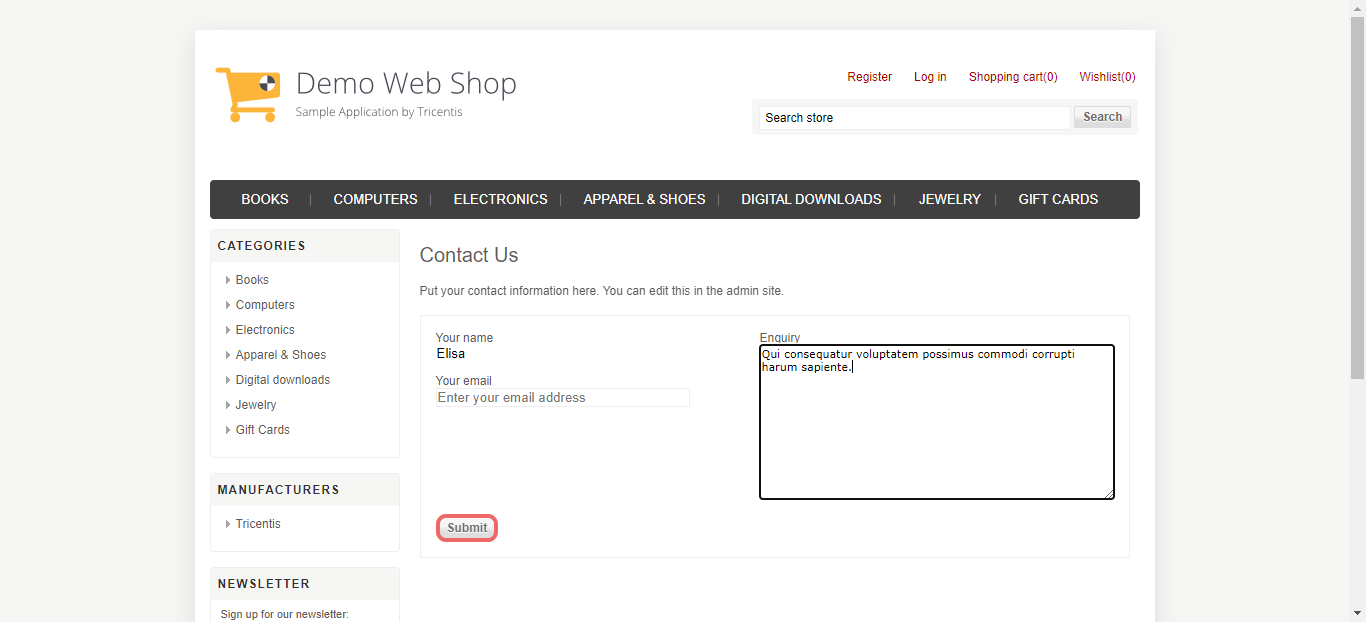 Demo Web Shop
Sample Application by Tricentis
Register Log in Shopping cart(0) Wishlist(0)
Search store Search
BOOKS COMPUTERS ELECTRONICS APPAREL & SHOES DIGITAL DOWNLOADS JEWELRY GIFT CARDS
CATEGORIES
Books
Computers
Electronics
Apparel & Shoes
Digital downloads
Jewelry
Gift Cards
MANUFACTURERS
Tricentis
NEWSLETTER
Sign up for our newsletter:
Contact Us
Put your contact information here. You can edit this in the admin site.
Your name
Elisa
Your email
Enter your email address
Enquiry
Qui consequatur voluptatem possimus commodi corrupti
harum sapiente.
Submit